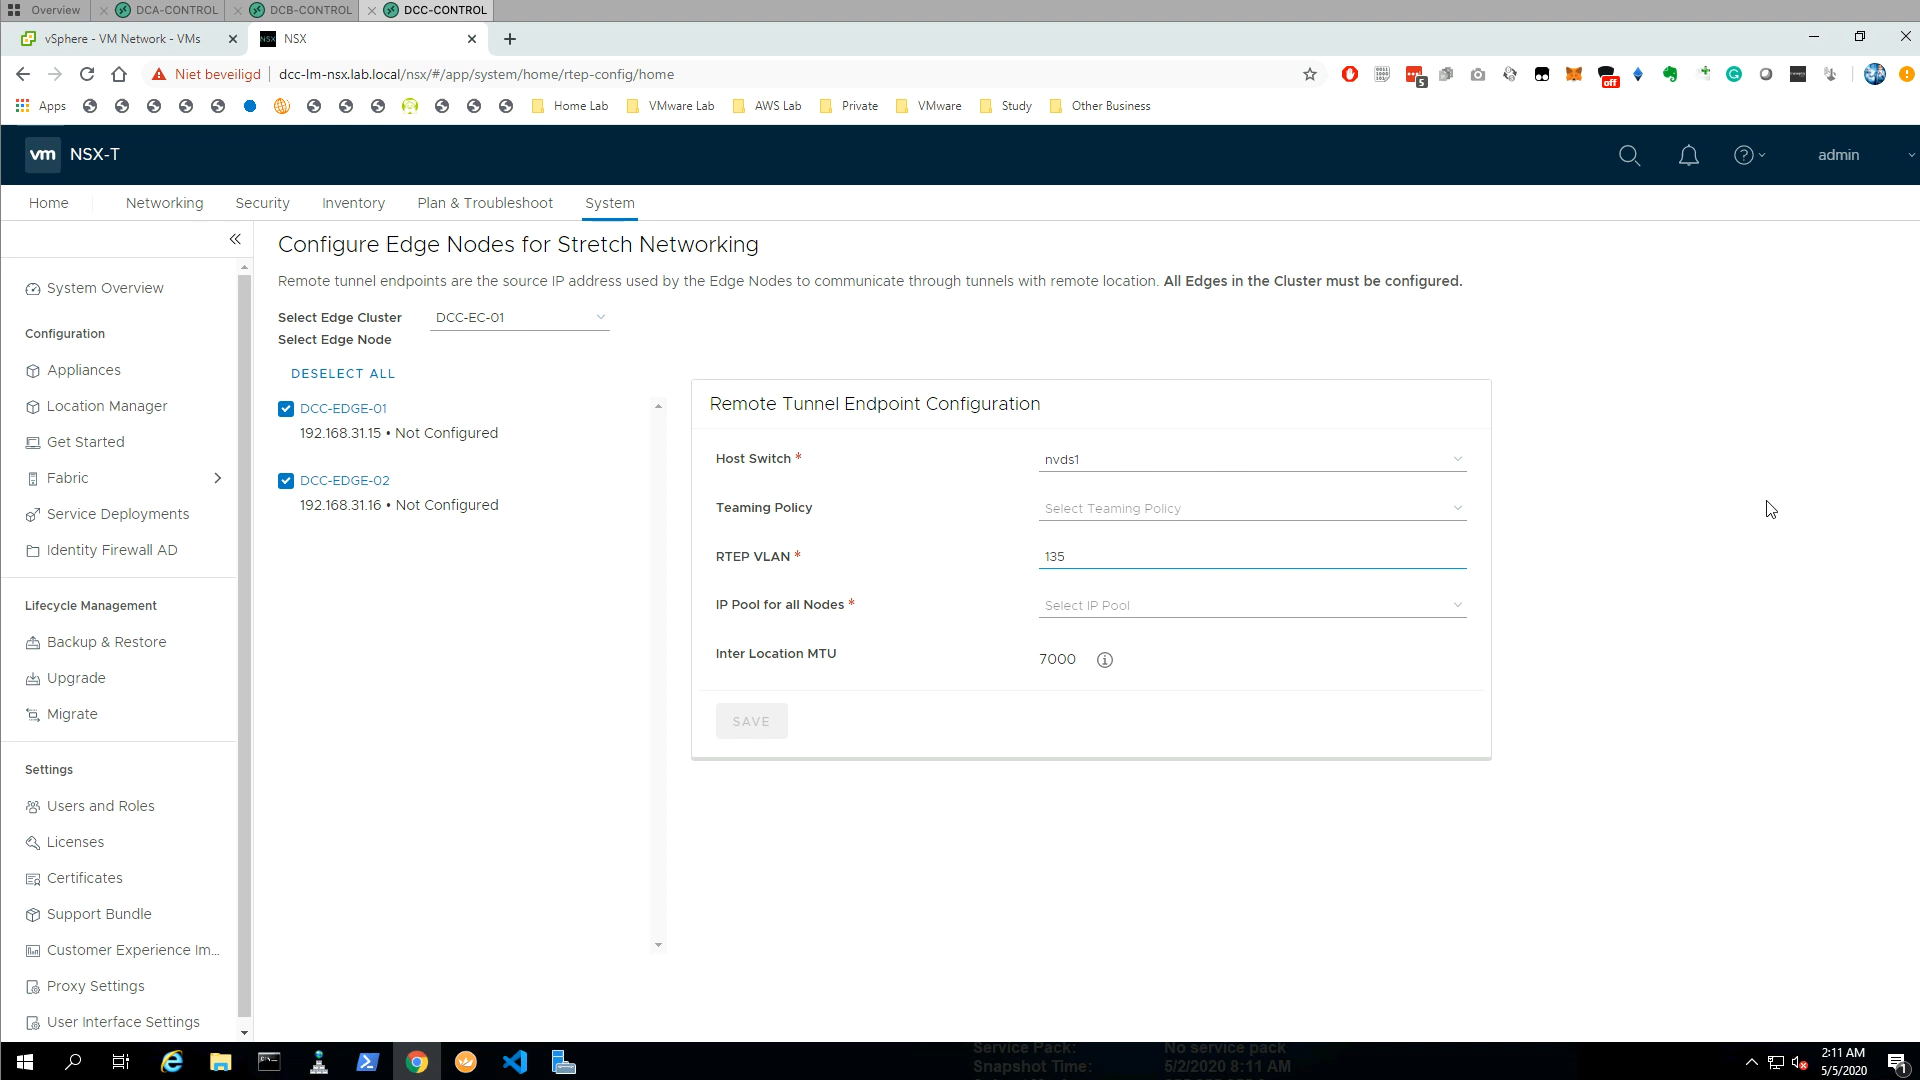 Overview
DCA-CONTROL
DCB-CONTROL
DCC-CONTROL
vSphere - VM Network - VMs
NSX
NSX
Niet beveiligd
dcc-lm-nsx.lab.local/nsx/#/app/system/home/rtep-config/home
5
off
Apps
Home Lab
VMware Lab
AWS Lab
Private
VMware
Study
Other Business
vm NSX-T
admin
Home
Networking
Security
Inventory
Plan & Troubleshoot
System
System Overview
Configuration
Appliances
Location Manager
Get Started
Fabric
Service Deployments
Identity Firewall AD
Lifecycle Management
Backup & Restore
Upgrade
Migrate
Settings
Users and Roles
Licenses
Certificates
Support Bundle
Customer Experience Im...
Proxy Settings
User Interface Settings
Configure Edge Nodes for Stretch Networking
Remote tunnel endpoints are the source IP address used by the Edge Nodes to communicate through tunnels with remote location. All Edges in the Cluster must be configured.
Select Edge Cluster DCC-EC-01
Select Edge Node
DESELECT ALL
DCC-EDGE-01
192.168.31.15 • Not Configured
DCC-EDGE-02
192.168.31.16 • Not Configured
Remote Tunnel Endpoint Configuration
Host Switch * nvds1
Teaming Policy Select Teaming Policy
RTEP VLAN * 135
IP Pool for all Nodes * Select IP Pool
Inter Location MTU 7000
SAVE
Service Pack: No service pack
Snapshot Time: 5/2/2020 8:11 AM
2:11 AM
5/5/2020
1